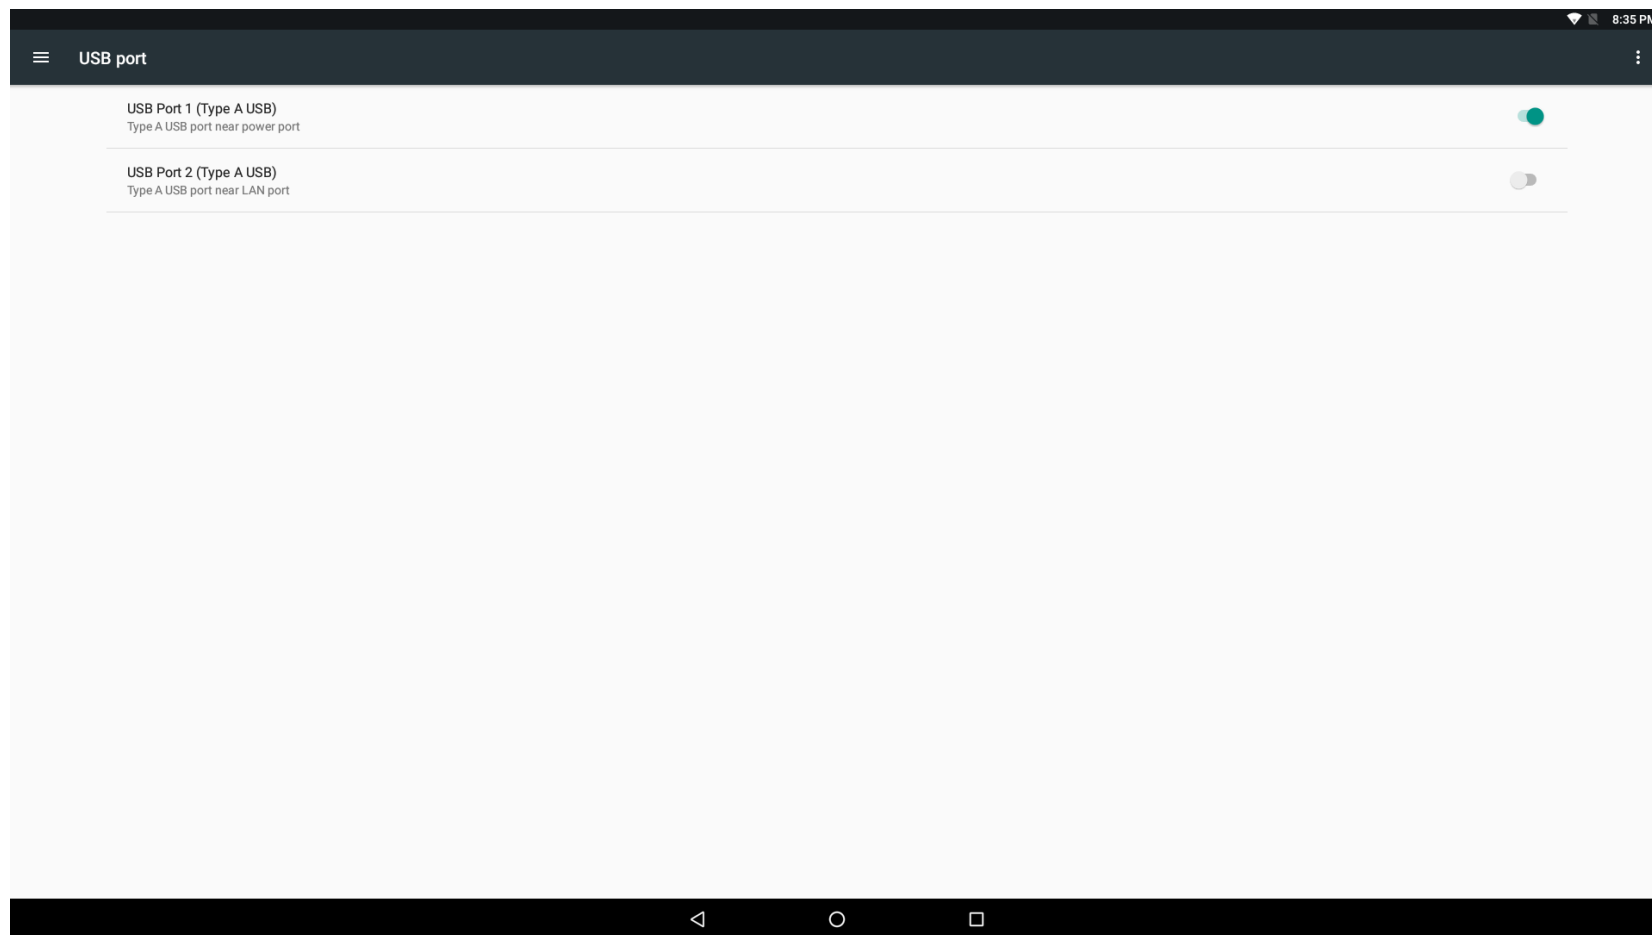 8:35 PM
USB port
USB Port 1 (Type A USB)
Type A USB port near power port
USB Port 2 (Type A USB)
Type A USB port near LAN port